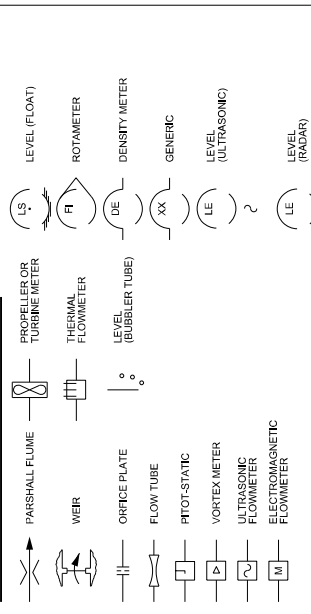 PARSHALL FLUME
WEIR
ORFICE PLATE
FLOW TUBE
PITOT-STATIC
VORTEX METER
ULTRASONIC
FLOWMETER
M
ELECTROMAGNETIC
FLOWMETER
PROPELLER OR
TURBINE METER
THERMAL
FLOWMETER
LEVEL
(BUBBLER TUBE)
LS
LEVEL (FLOAT)
FI
ROTAMETER
DE
DENSITY METER
XX
GENERIC
LE
LEVEL
(ULTRASONIC)
LE
LEVEL
(RADAR)